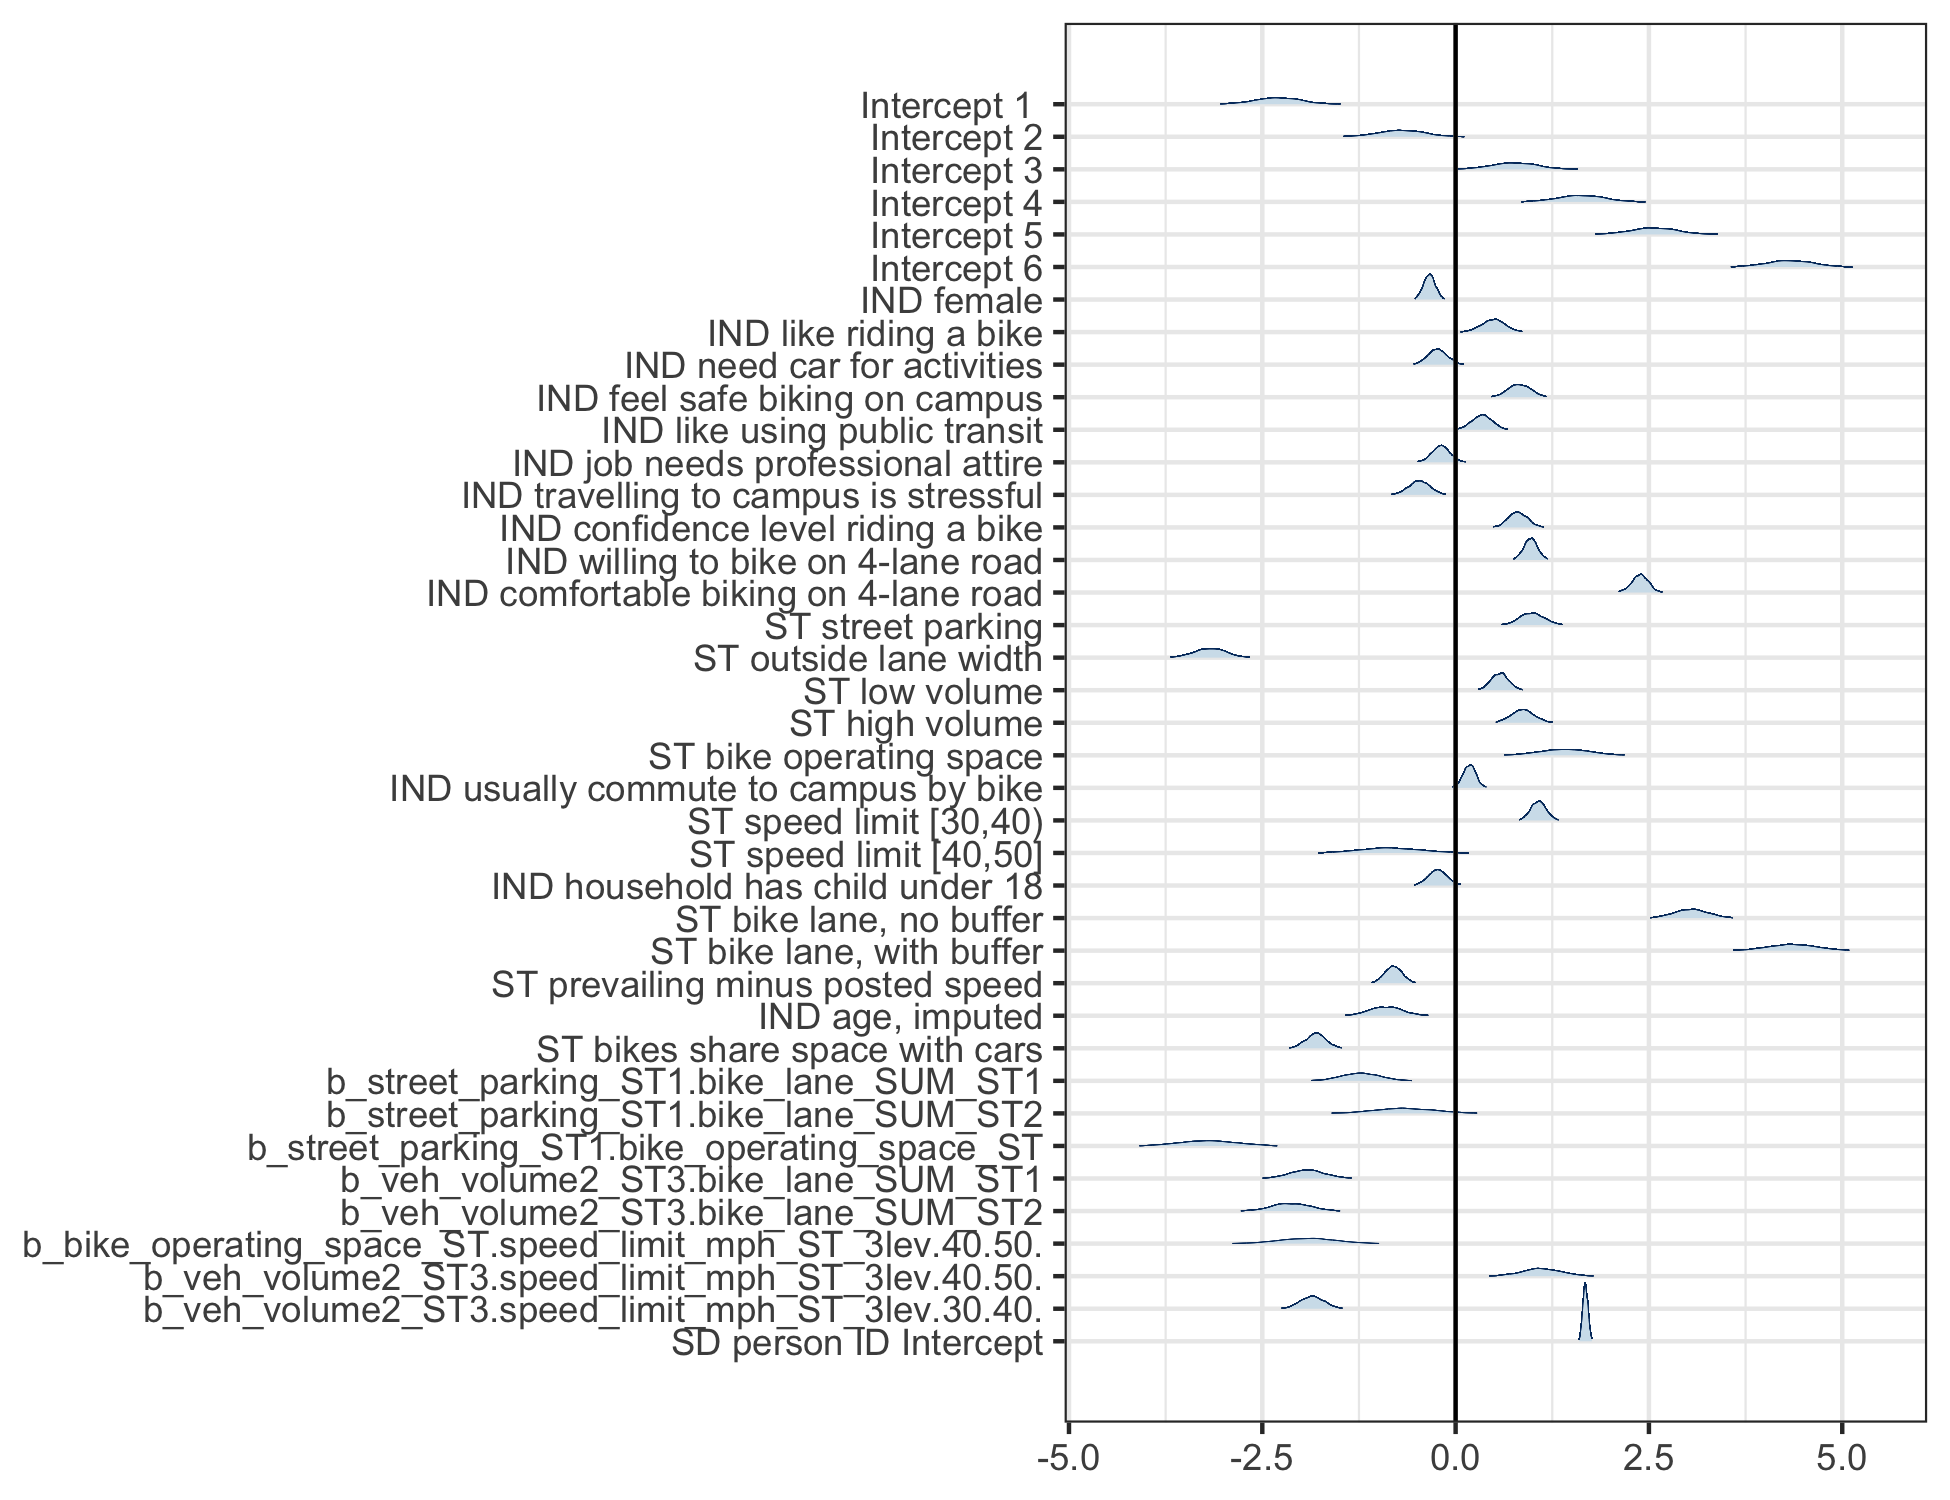 Intercept 1
Intercept 2
Intercept 3
Intercept 4
Intercept 5
Intercept 6
IND female
IND like riding a bike
IND need car for activities
IND feel safe biking on campus
IND like using public transit
IND job needs professional attire
IND travelling to campus is stressful
IND confidence level riding a bike
IND willing to bike on 4-lane road
IND comfortable biking on 4-lane road
ST street parking
ST outside lane width
ST low volume
ST high volume
ST bike operating space
IND usually commute to campus by bike
ST speed limit [30,40)
ST speed limit [40,50]
IND household has child under 18
ST bike lane, no buffer
ST bike lane, with buffer
ST prevailing minus posted speed
IND age, imputed
ST bikes share space with cars
b_street_parking_ST1.bike_lane_SUM_ST1
b_street_parking_ST1.bike_lane_SUM_ST2
b_street_parking_ST1.bike_operating_space_ST
b_veh_volume2_ST3.bike_lane_SUM_ST1
b_veh_volume2_ST3.bike_lane_SUM_ST2
b_bike_operating_space_ST.speed_limit_mph_ST_3lev.40.50.
b_veh_volume2_ST3.speed_limit_mph_ST_3lev.40.50.
b_veh_volume2_ST3.speed_limit_mph_ST_3lev.30.40.
SD person ID Intercept
-5.0 -2.5 0.0 2.5 5.0